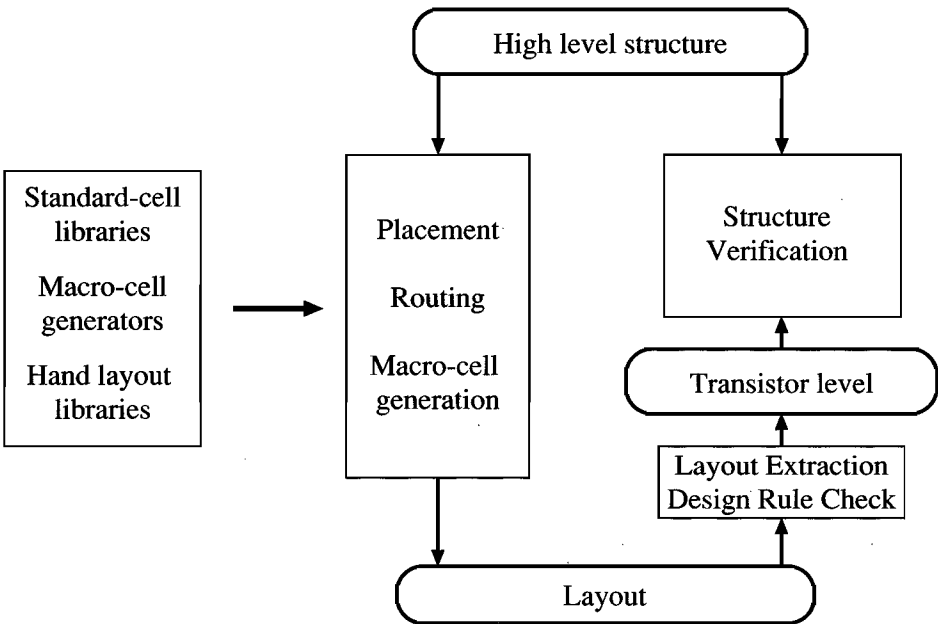 High level structure
Standard-cell
libraries
Macro-cell
generators
Hand layout
libraries
Placement
Routing
Macro-cell
generation
Structure
Verification
Transistor level
Layout Extraction
Design Rule Check
Layout